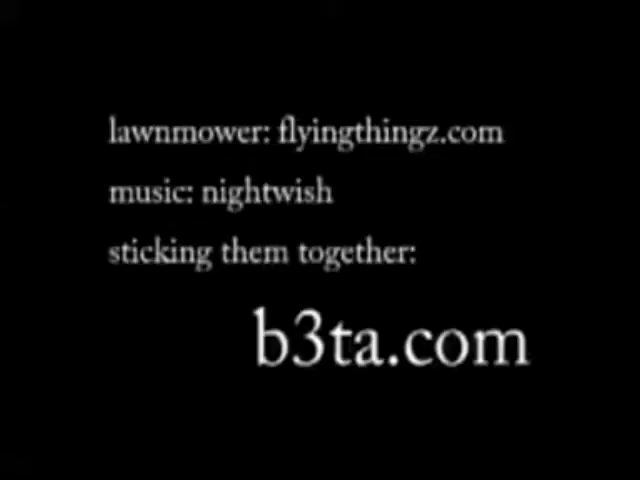 lawnmower: flyingthingz.com
music: nightwish
sticking them together:
b3ta.com